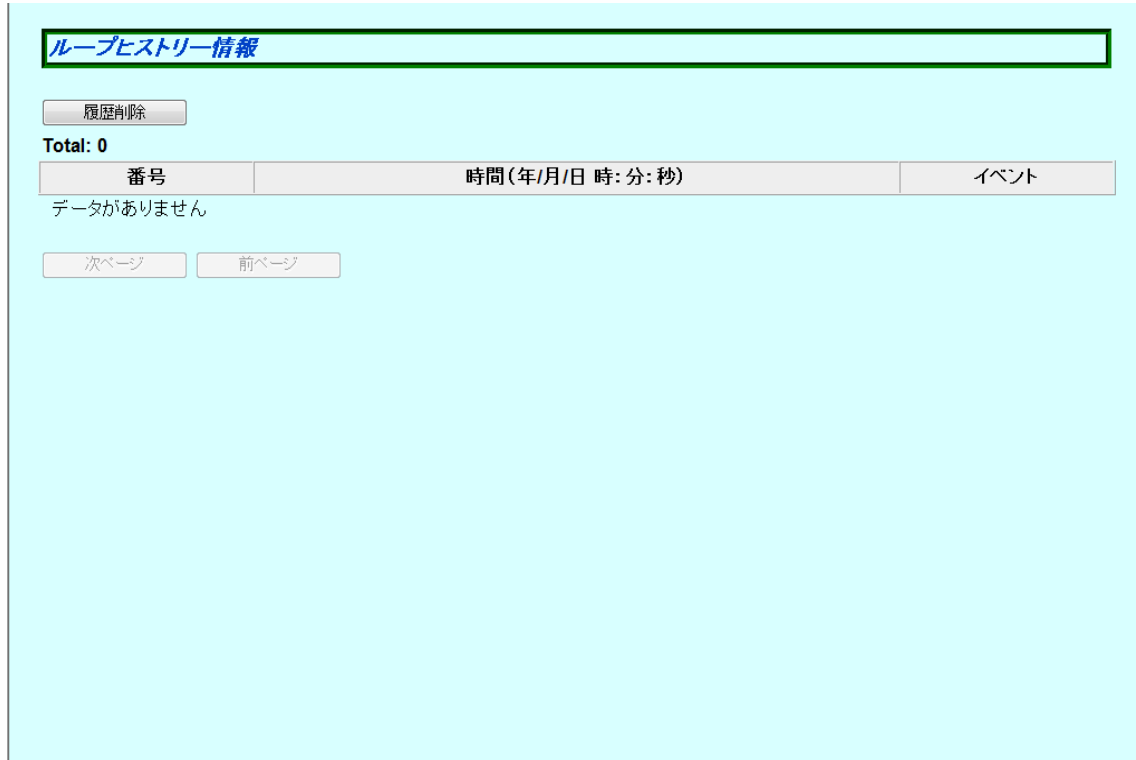 ループヒストリー情報
履歴削除
Total: 0
番号 時間(年/月/日 時:分:秒) イベント
データがありません
次ページ 前ページ